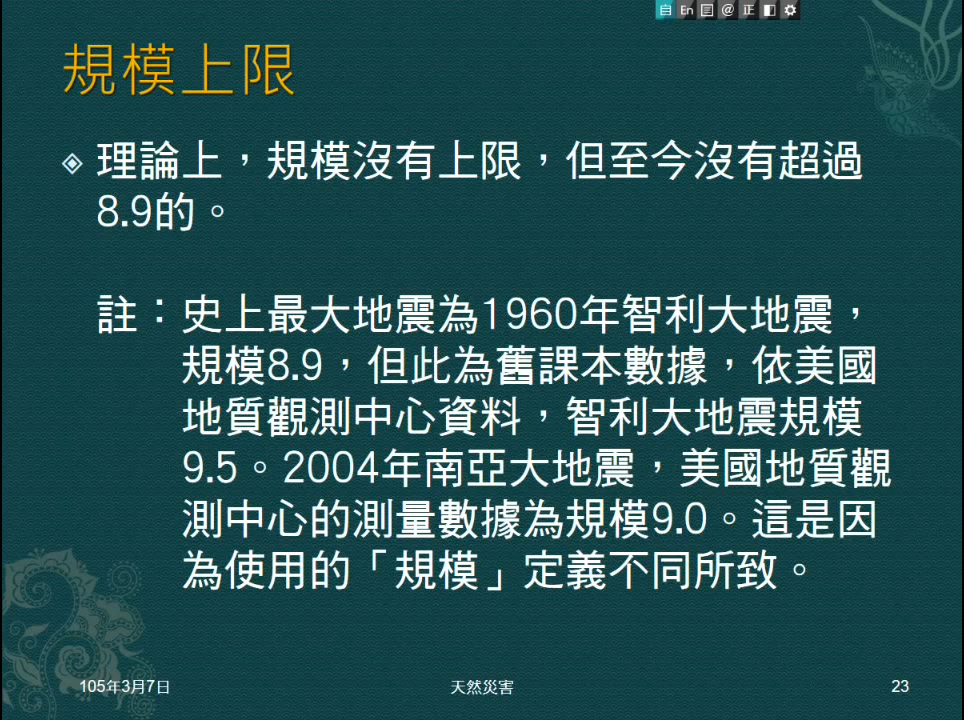 自 En @ 正
規模上限
理論上，規模沒有上限，但至今沒有超過
8.9的。
註：史上最大地震為1960年智利大地震，
規模8.9，但此為舊課本數據，依美國
地質觀測中心資料，智利大地震規模
9.5。2004年南亞大地震，美國地質觀
測中心的測量數據為規模9.0。這是因
為使用的「規模」定義不同所致。
105年3月7日 天然災害 23